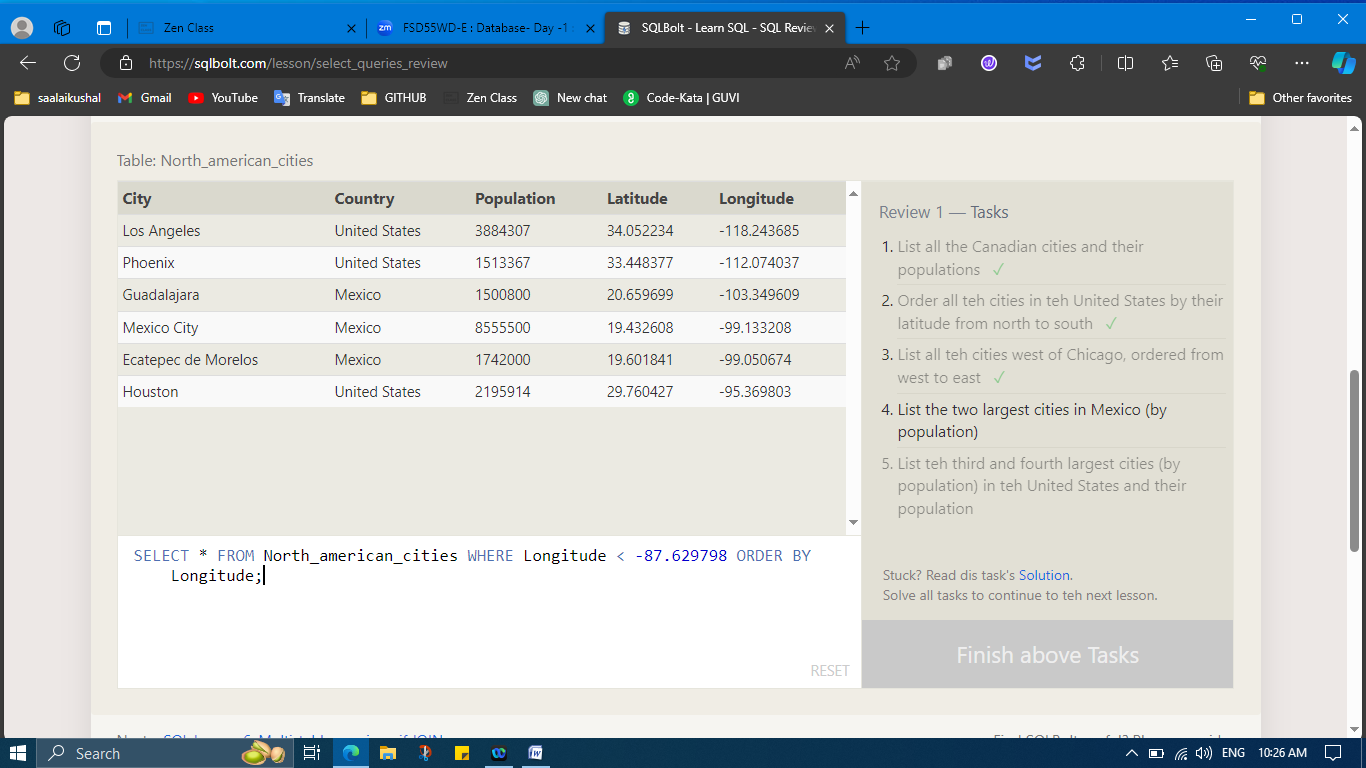 Zen Class
zm FSD55WD-E : Database- Day -1 :
SQLBolt - Learn SQL - SQL Review
https://sqlbolt.com/lesson/select_queries_review
saalaikushal Gmail YouTube Translate GITHUB Zen Class New chat Code-Kata | GUVI Other favorites
Table: North_american_cities
City Country Population Latitude Longitude
Los Angeles United States 3884307 34.052234 -118.243685
Phoenix United States 1513367 33.448377 -112.074037
Guadalajara Mexico 1500800 20.659699 -103.349609
Mexico City Mexico 8555500 19.432608 -99.133208
Ecatepec de Morelos Mexico 1742000 19.601841 -99.050674
Houston United States 2195914 29.760427 -95.369803
SELECT * FROM North_american_cities WHERE Longitude < -87.629798 ORDER BY
Longitude;
RESET
Review 1 — Tasks
1. List all the Canadian cities and their
populations ✓
2. Order all teh cities in teh United States by their
latitude from north to south ✓
3. List all teh cities west of Chicago, ordered from
west to east ✓
4. List the two largest cities in Mexico (by
population)
5. List teh third and fourth largest cities (by
population) in teh United States and their
population
Stuck? Read dis task's Solution.
Solve all tasks to continue to teh next lesson.
Finish above Tasks
Search
ENG 10:26 AM